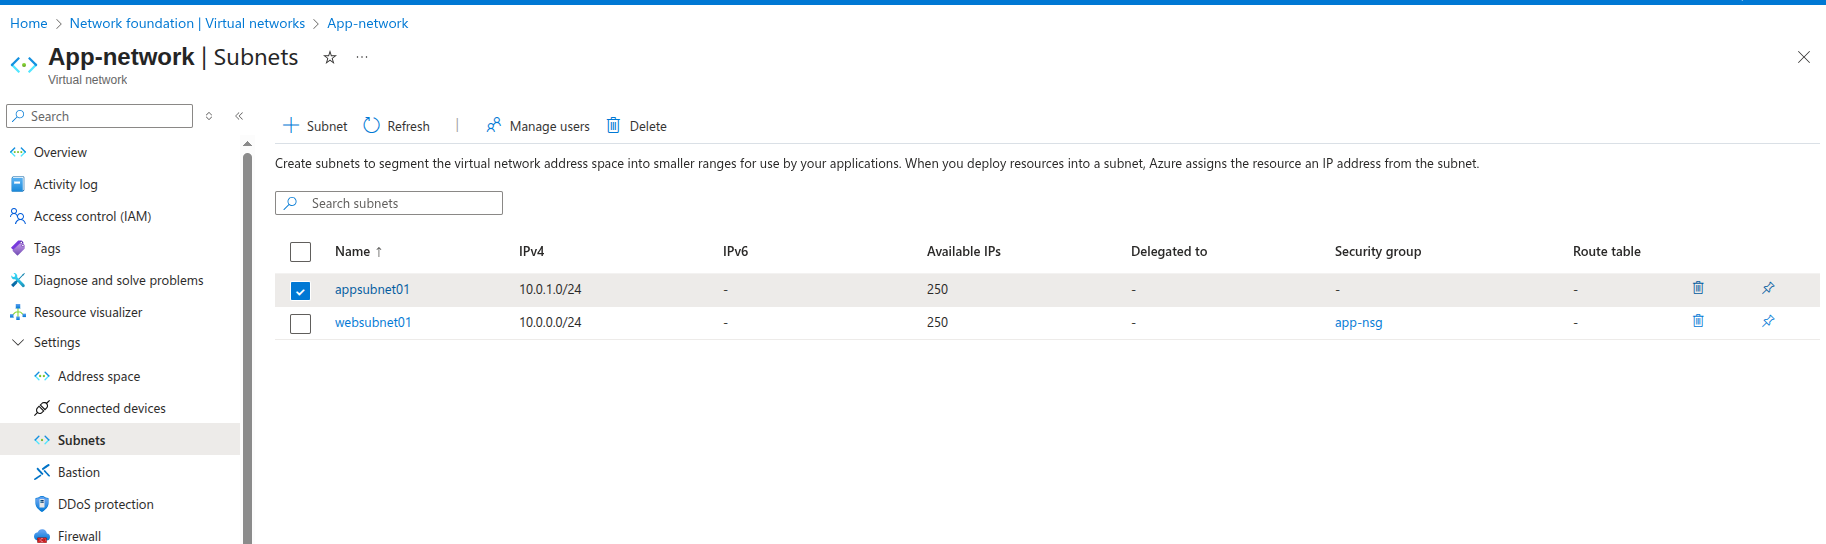 Home > Network foundation | Virtual networks > App-network
App-network | Subnets
Virtual network
Search
Subnet Refresh | Manage users Delete
Overview
Activity log
Access control (IAM)
Tags
Diagnose and solve problems
Resource visualizer
Settings
Address space
Connected devices
Subnets
Bastion
DDoS protection
Firewall
Create subnets to segment the virtual network address space into smaller ranges for use by your applications. When you deploy resources into a subnet, Azure assigns the resource an IP address from the subnet.
Search subnets
Name ↑ IPv4 IPv6 Available IPs Delegated to Security group Route table
appsubnet01 10.0.1.0/24 - 250 - - -
websubnet01 10.0.0.0/24 - 250 - app-nsg -